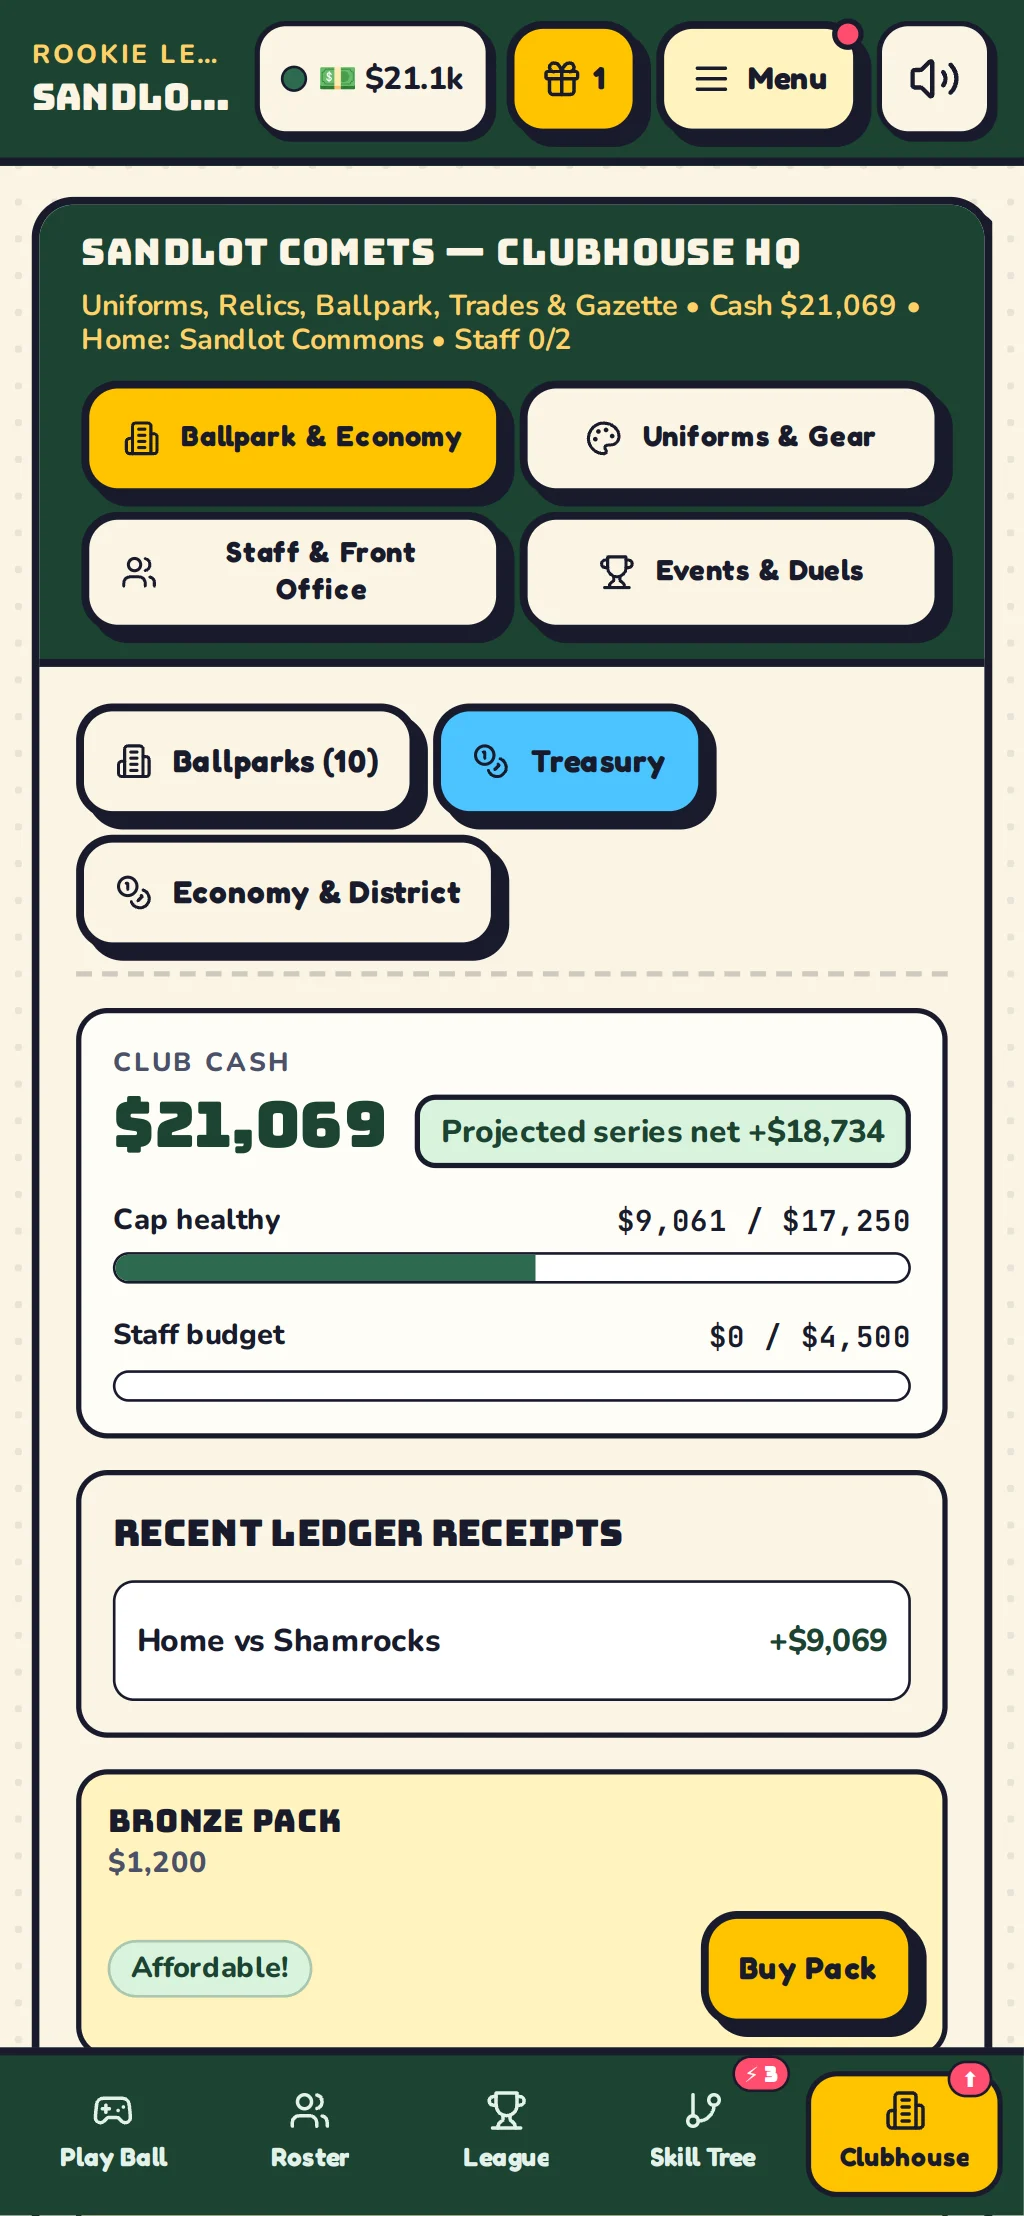 ROOKIE LE...
SANDLO...
💵 $21.1k
1
Menu
SANDLOT COMETS — CLUBHOUSE HQ
Uniforms, Relics, Ballpark, Trades & Gazette • Cash $21,069 •
Home: Sandlot Commons • Staff 0/2
Ballpark & Economy
Uniforms & Gear
Staff & Front
Office
Events & Duels
Ballparks (10)
Treasury
Economy & District
CLUB CASH
$21,069
Projected series net +$18,734
Cap healthy
$9,061 / $17,250
Staff budget
$0 / $4,500
RECENT LEDGER RECEIPTS
Home vs Shamrocks
+$9,069
BRONZE PACK
$1,200
Affordable!
Buy Pack
⚡ 3
⬆
Play Ball
Roster
League
Skill Tree
Clubhouse